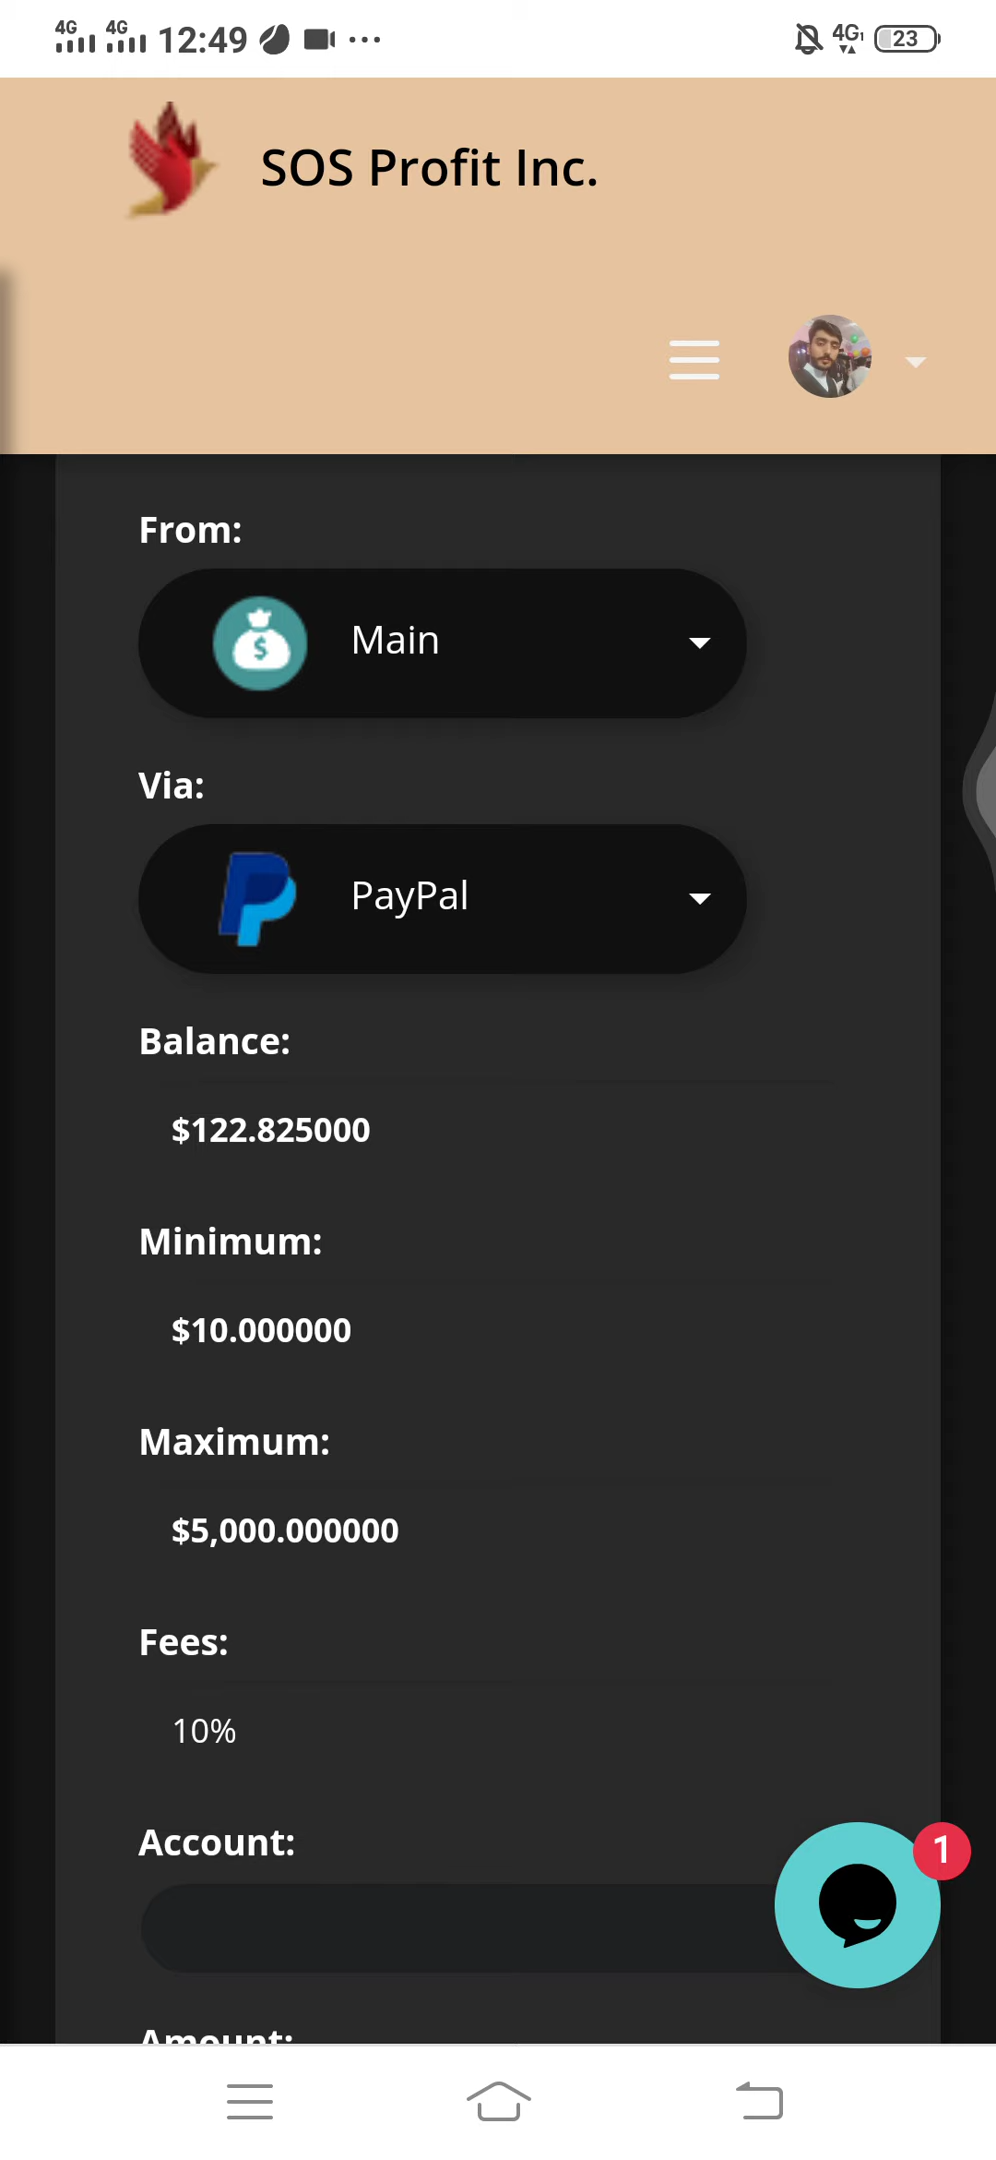 4G 4G 12:49 ... 4G 23
SOS Profit Inc.
From:
$ Main
Via:
PayPal
Balance:
$122.825000
Minimum:
$10.000000
Maximum:
$5,000.000000
Fees:
10%
Account:
1
Amount: